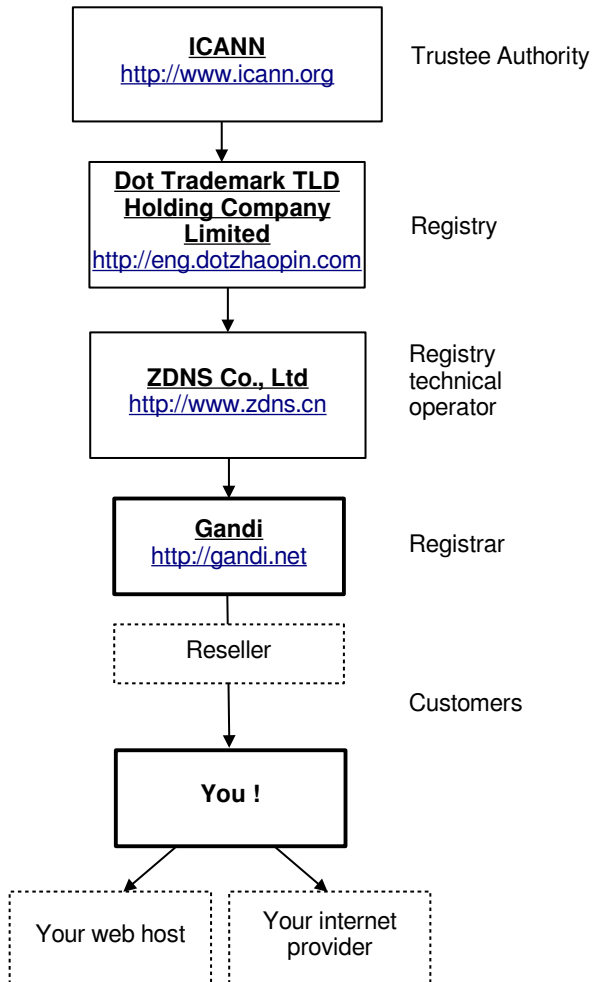 ICANN
http://www.icann.org
Trustee Authority
Dot Trademark TLD
Holding Company
Limited
http://eng.dotzhaopin.com
Registry
ZDNS Co., Ltd
http://www.zdns.cn
Registry
technical
operator
Gandi
http://gandi.net
Registrar
Reseller
Customers
You !
Your web host
Your internet
provider